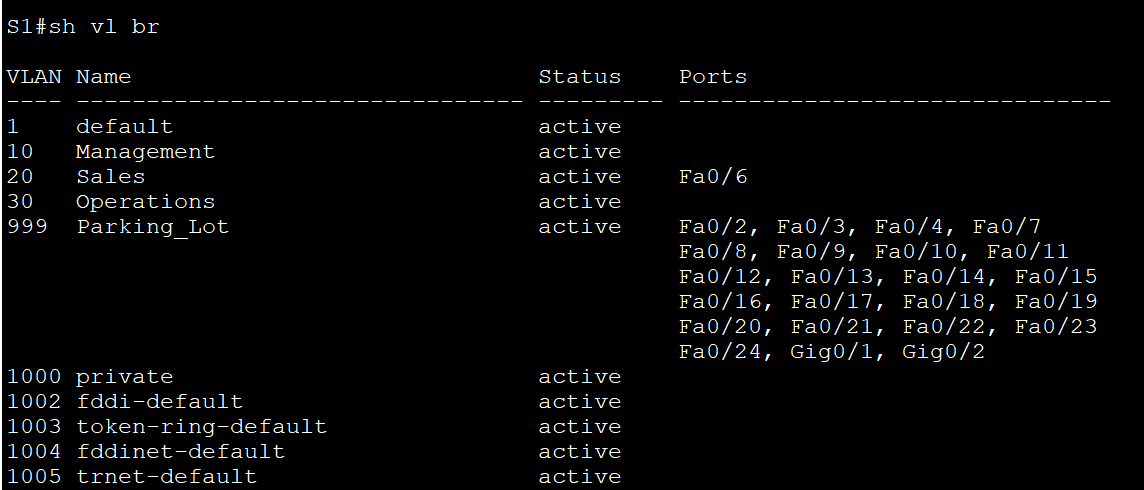 S1#sh vl br
VLAN Name                             Status    Ports
---- -------------------------------- --------- -------------------------------
1    default                          active
10   Management                       active
20   Sales                            active    Fa0/6
30   Operations                       active
999  Parking_Lot                      active    Fa0/2, Fa0/3, Fa0/4, Fa0/7
                                                Fa0/8, Fa0/9, Fa0/10, Fa0/11
                                                Fa0/12, Fa0/13, Fa0/14, Fa0/15
                                                Fa0/16, Fa0/17, Fa0/18, Fa0/19
                                                Fa0/20, Fa0/21, Fa0/22, Fa0/23
                                                Fa0/24, Gig0/1, Gig0/2
1000 private                          active
1002 fddi-default                     active
1003 token-ring-default               active
1004 fddinet-default                  active
1005 trnet-default                    active